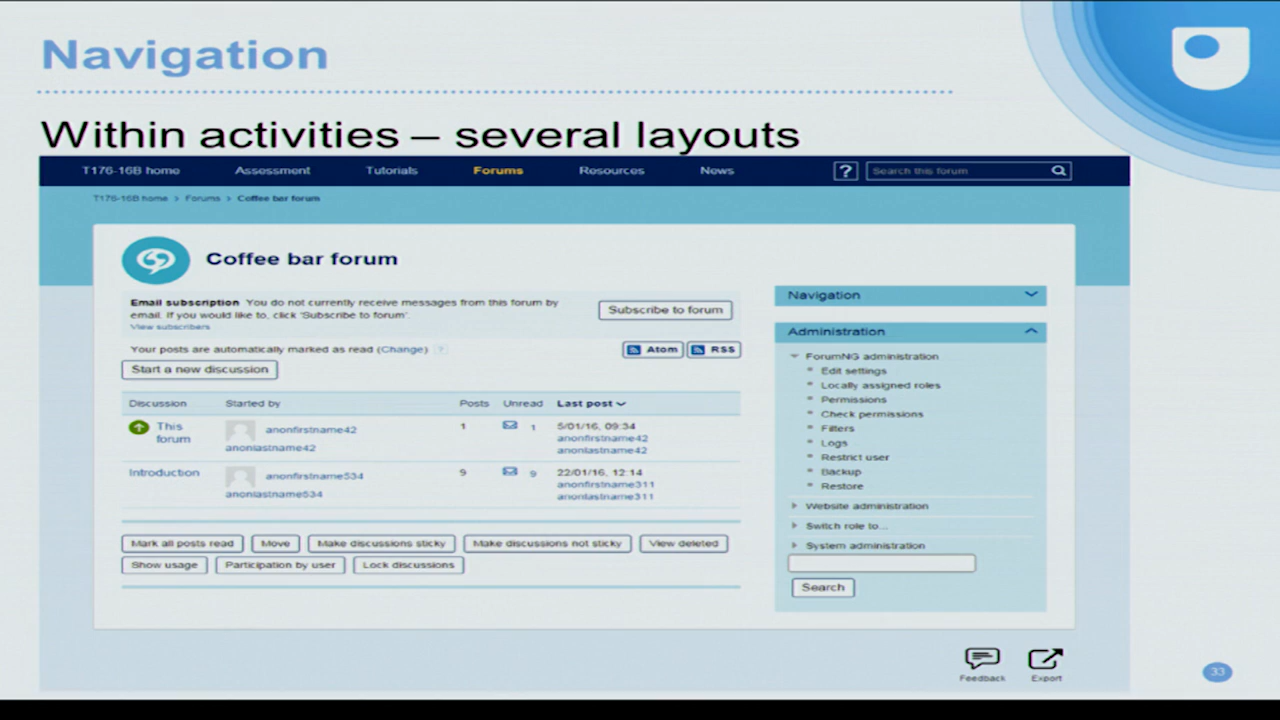 Navigation
Within activities – several layouts
T176-16B home Assessment Tutorials Forums Resources News ? Search this forum
T176-16B home > Forums > Coffee bar forum
Coffee bar forum
Email subscription You do not currently receive messages from this forum by
email. If you would like to, click 'Subscribe to forum'.
View subscribers
Subscribe to forum
Your posts are automatically marked as read (Change) ?
Atom RSS
Start a new discussion
Discussion Started by Posts Unread Last post
This forum anonfirstname42 anonlastname42 1 1 5/01/16, 09:34 anonfirstname42 anonlastname42
Introduction anonfirstname534 anonlastname534 9 9 22/01/16, 12:14 anonfirstname311 anonlastname311
Mark all posts read Move Make discussions sticky Make discussions not sticky View deleted
Show usage Participation by user Lock discussions
Navigation
Administration
ForumNG administration
Edit settings
Locally assigned roles
Permissions
Check permissions
Filters
Logs
Restrict user
Backup
Restore
Website administration
Switch role to...
System administration
Search
Feedback Export
33